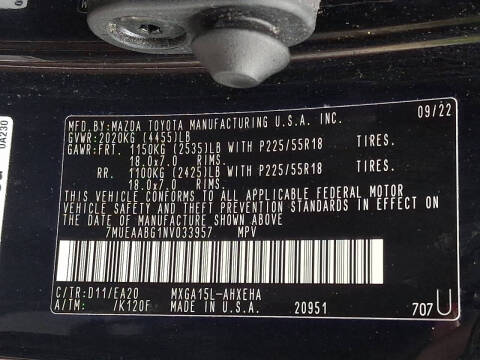 MFD.BY:MAZDA TOYOTA MANUFACTURING U.S.A. INC. 09/22
GVWR:2020KG (4455)LB
GAWR:FRT. 1150KG (2535)LB WITH P225/55R18 TIRES.
18.0x7.0 RIMS.
RR. 1100KG (2425)LB WITH P225/55R18 TIRES.
18.0x7.0 RIMS.
THIS VEHICLE CONFORMS TO ALL APPLICABLE FEDERAL MOTOR
VEHICLE SAFETY AND THEFT PREVENTION STANDARDS IN EFFECT
ON THE DATE OF MANUFACTURE SHOWN ABOVE
7MUEAABG1NV033957 MPV
C/TR:D11/EA20 MXGA15L-AHXEHA
A/TM: /K120F MADE IN U.S.A. 20951 707 U
0A230